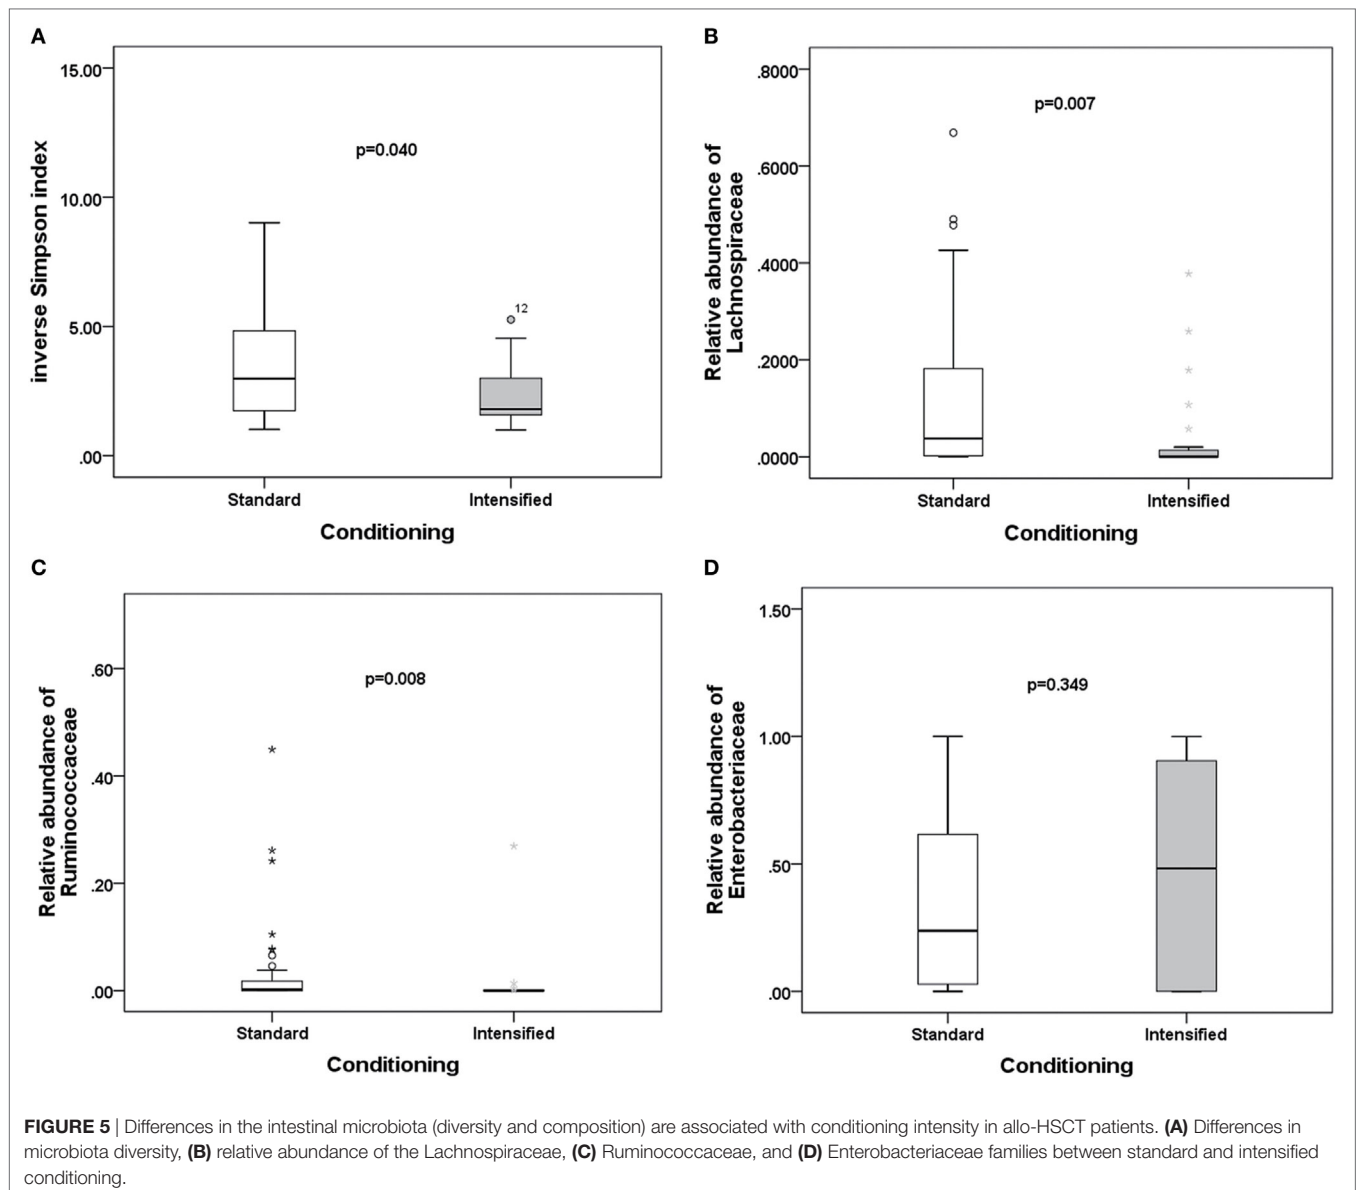 A
15.00
10.00
5.00
.00
inverse Simpson index
p=0.040
12
Standard
Intensified
Conditioning
B
.8000
.6000
.4000
.2000
.0000
Relative abundance of
Lachnospiraceae
p=0.007
Standard
Intensified
Conditioning
C
.60
.40
.20
.00
Relative abundance of
Ruminococcaceae
p=0.008
Standard
Intensified
Conditioning
D
1.50
1.00
.50
.00
Relative abundance of
Enterobacteriaceae
p=0.349
Standard
Intensified
Conditioning
FIGURE 5 | Differences in the intestinal microbiota (diversity and composition) are associated with conditioning intensity in allo-HSCT patients. (A) Differences in
microbiota diversity, (B) relative abundance of the Lachnospiraceae, (C) Ruminococcaceae, and (D) Enterobacteriaceae families between standard and intensified
conditioning.